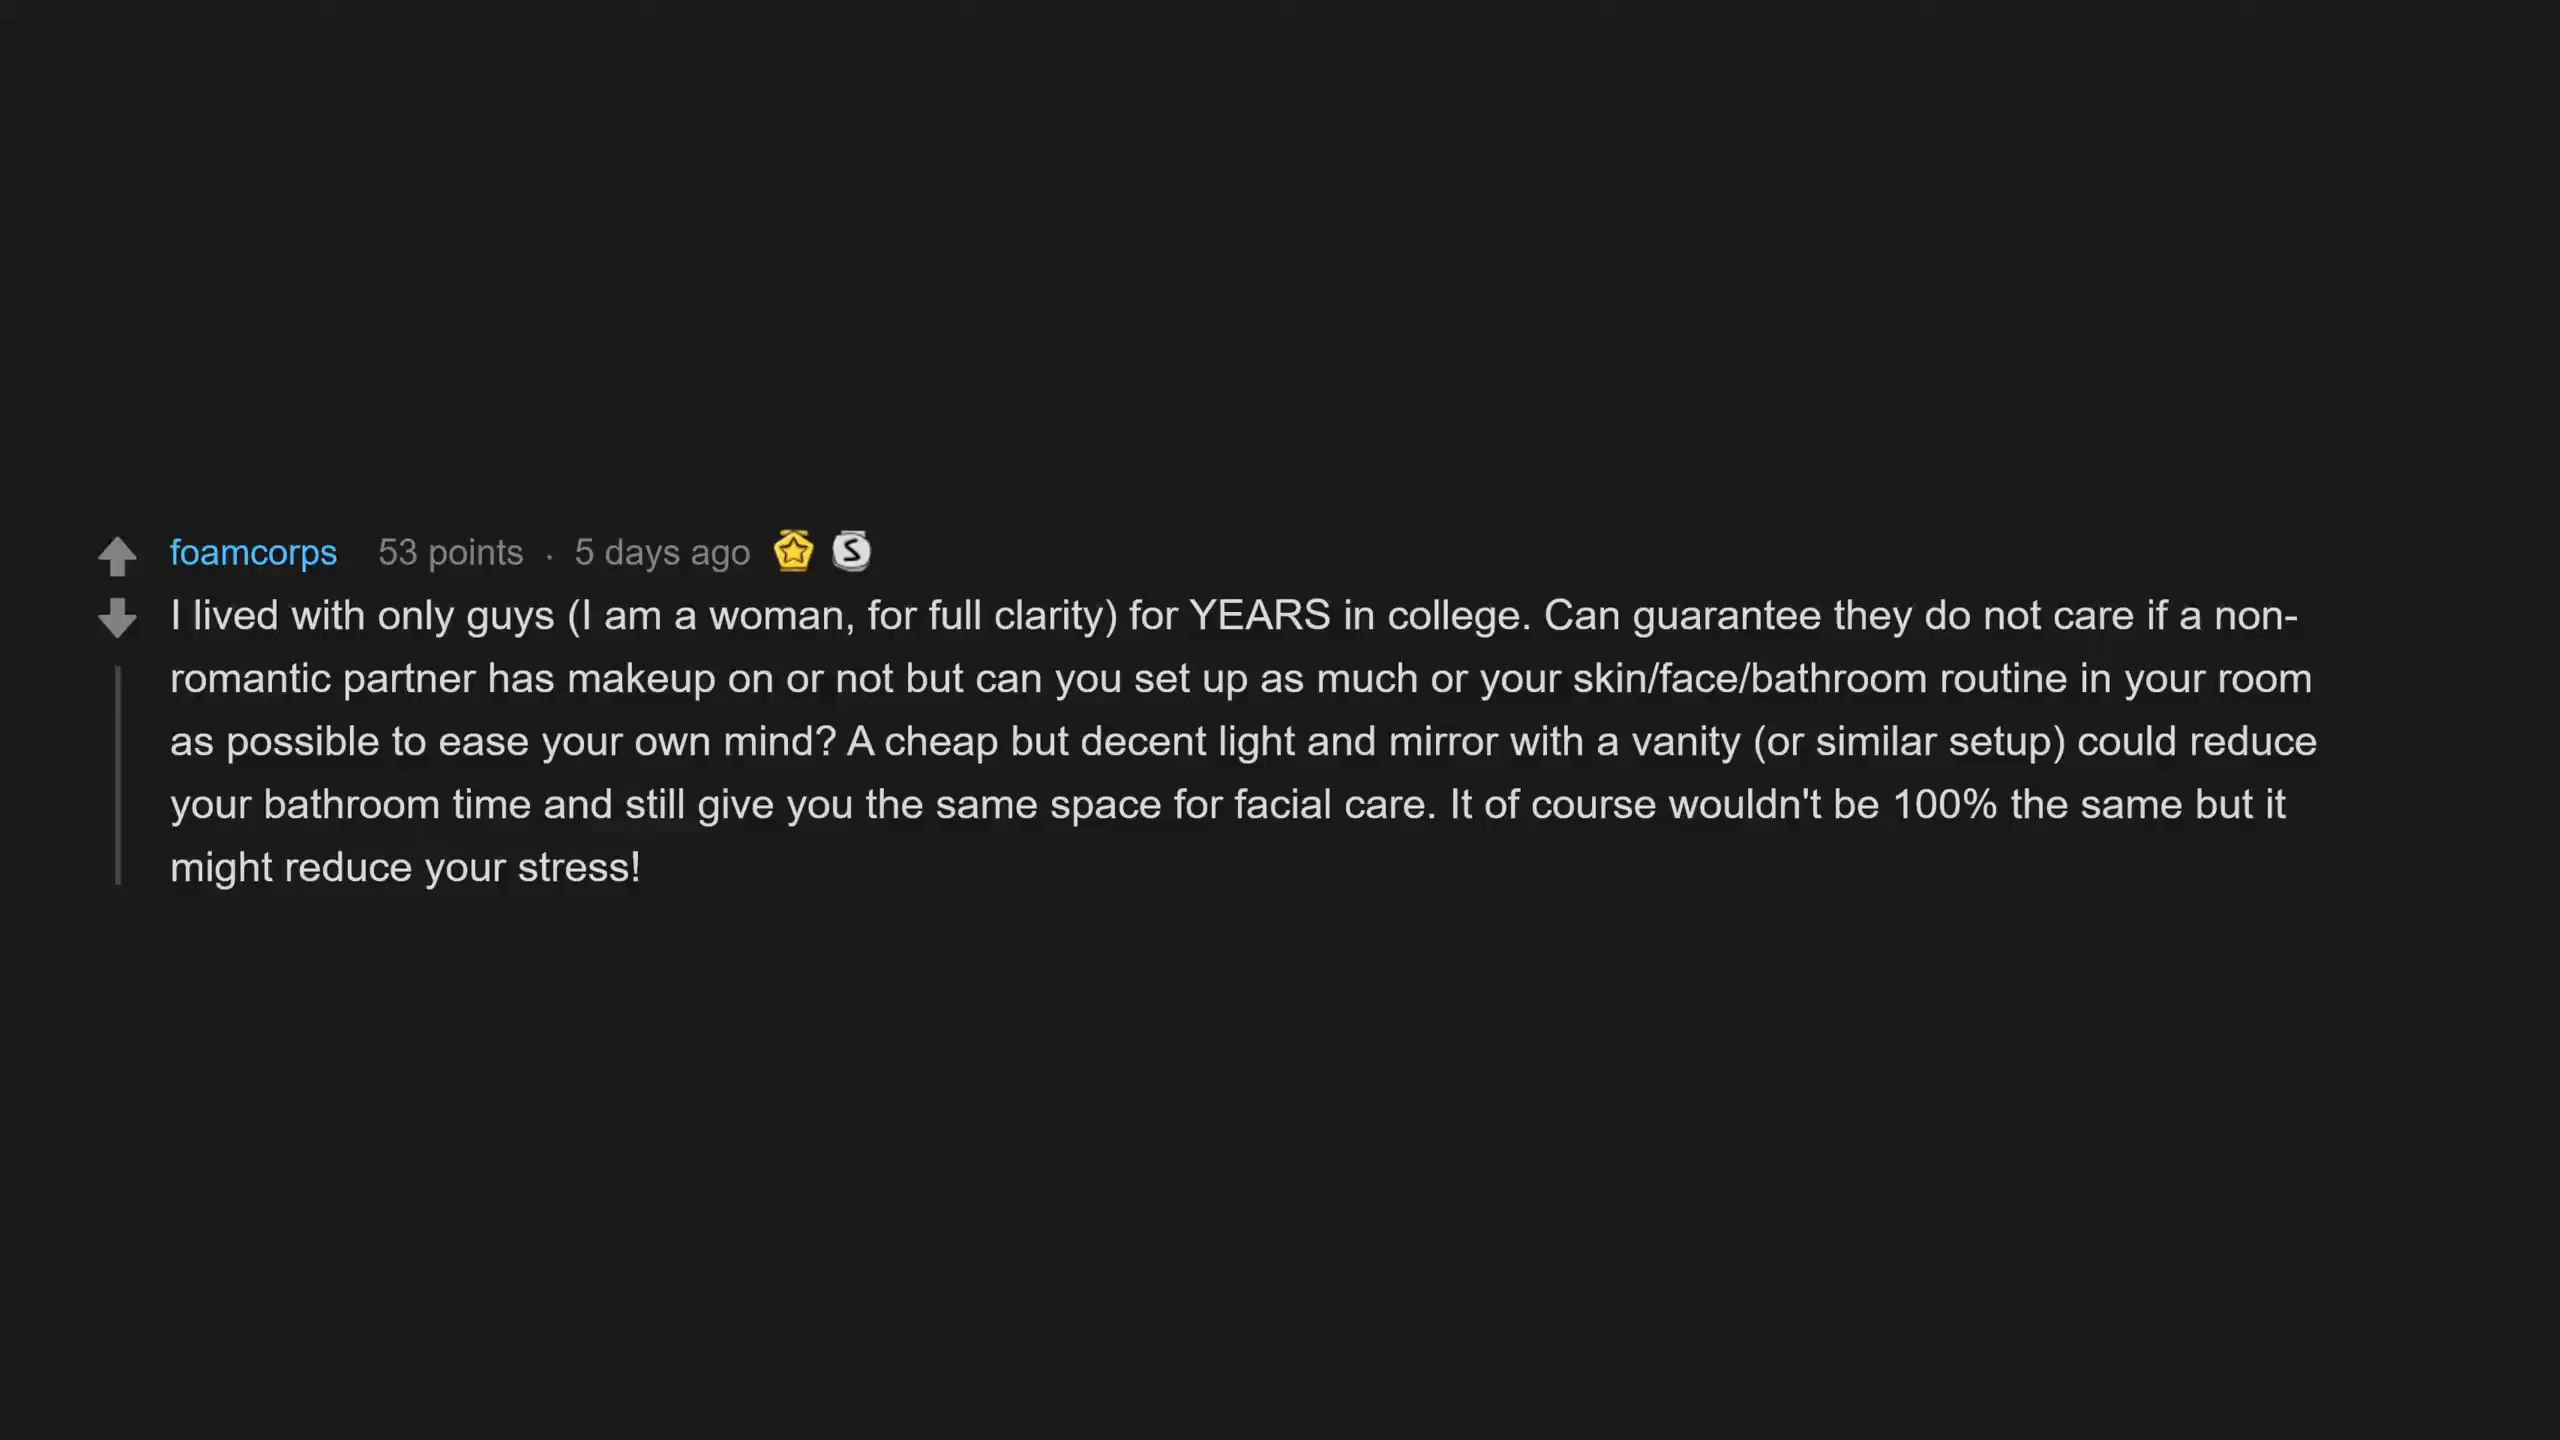 foamcorps 53 points · 5 days ago
I lived with only guys (I am a woman, for full clarity) for YEARS in college. Can guarantee they do not care if a non-
romantic partner has makeup on or not but can you set up as much or your skin/face/bathroom routine in your room
as possible to ease your own mind? A cheap but decent light and mirror with a vanity (or similar setup) could reduce
your bathroom time and still give you the same space for facial care. It of course wouldn't be 100% the same but it
might reduce your stress!